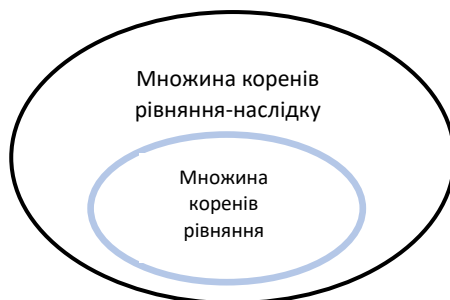 Множина коренів
рівняння-наслідку
Множина
коренів
рівняння